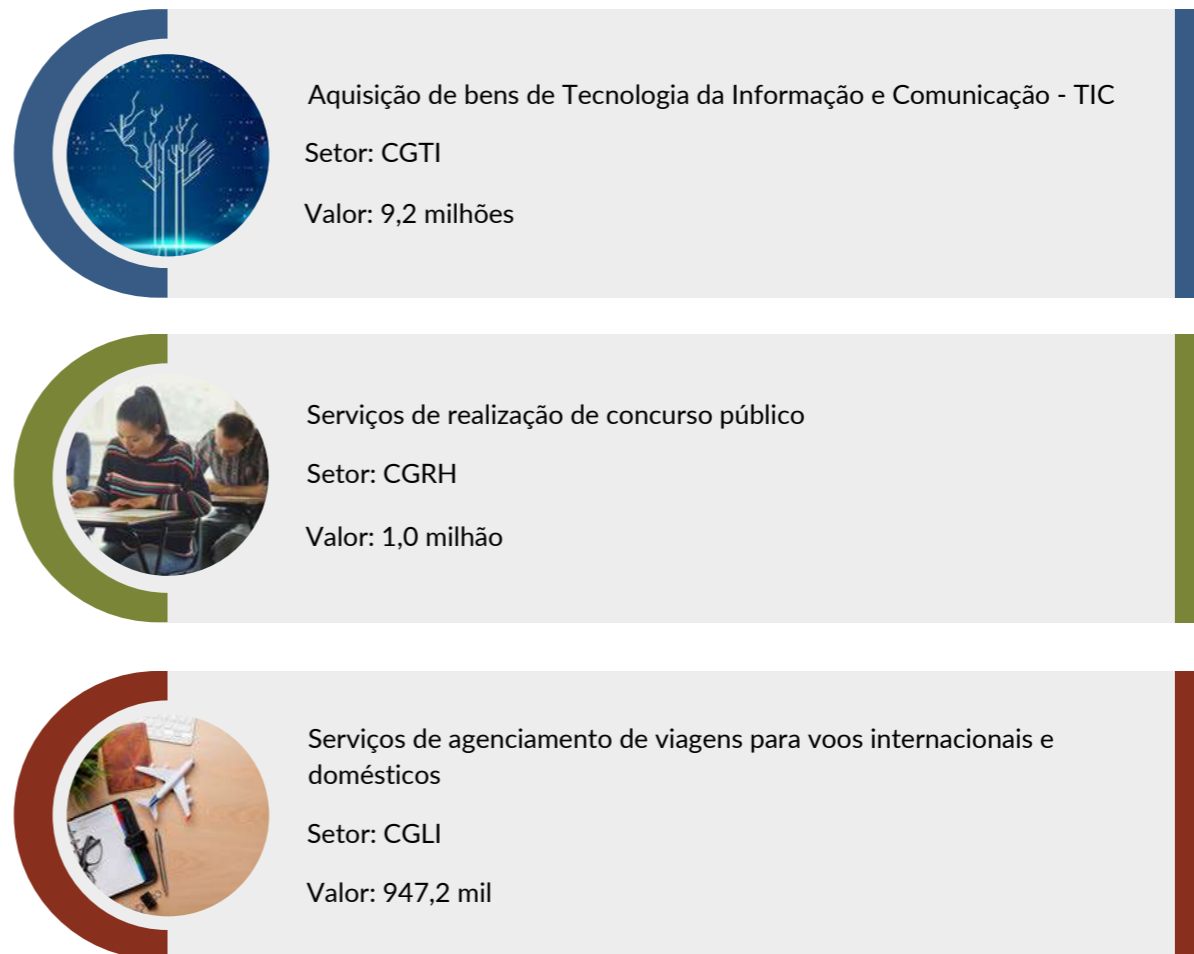 Aquisição de bens de Tecnologia da Informação e Comunicação - TIC
Setor: CGTI
Valor: 9,2 milhões
Serviços de realização de concurso público
Setor: CGRH
Valor: 1,0 milhão
Serviços de agenciamento de viagens para voos internacionais e
domésticos
Setor: CGLI
Valor: 947,2 mil